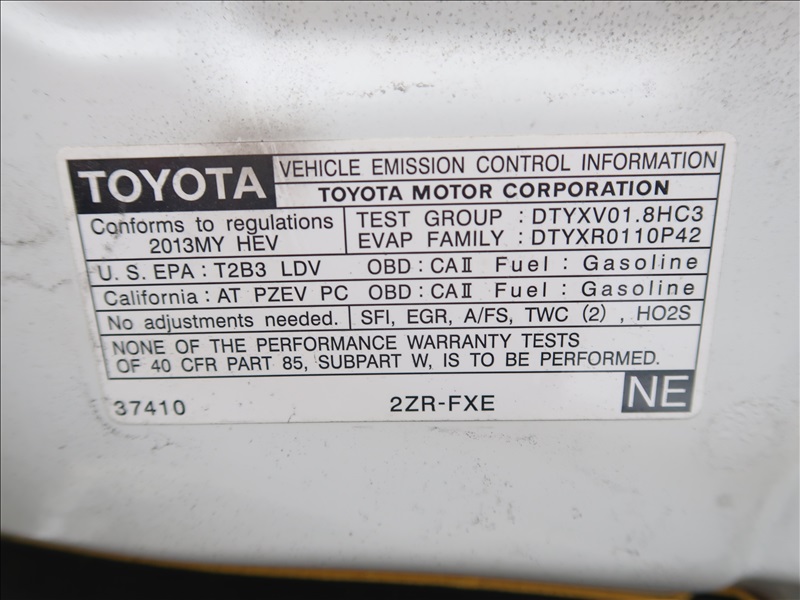 TOYOTA
VEHICLE EMISSION CONTROL INFORMATION
TOYOTA MOTOR CORPORATION
Conforms to regulations
2013MY HEV
TEST GROUP : DTYXV01.8HC3
EVAP FAMILY : DTYXR0110P42
U. S. EPA : T2B3 LDV OBD : CAⅡ Fuel : Gasoline
California : AT PZEV PC OBD : CAⅡ Fuel : Gasoline
No adjustments needed. SFI, EGR, A/FS, TWC (2) , HO2S
NONE OF THE PERFORMANCE WARRANTY TESTS
OF 40 CFR PART 85, SUBPART W, IS TO BE PERFORMED.
37410 2ZR-FXE NE